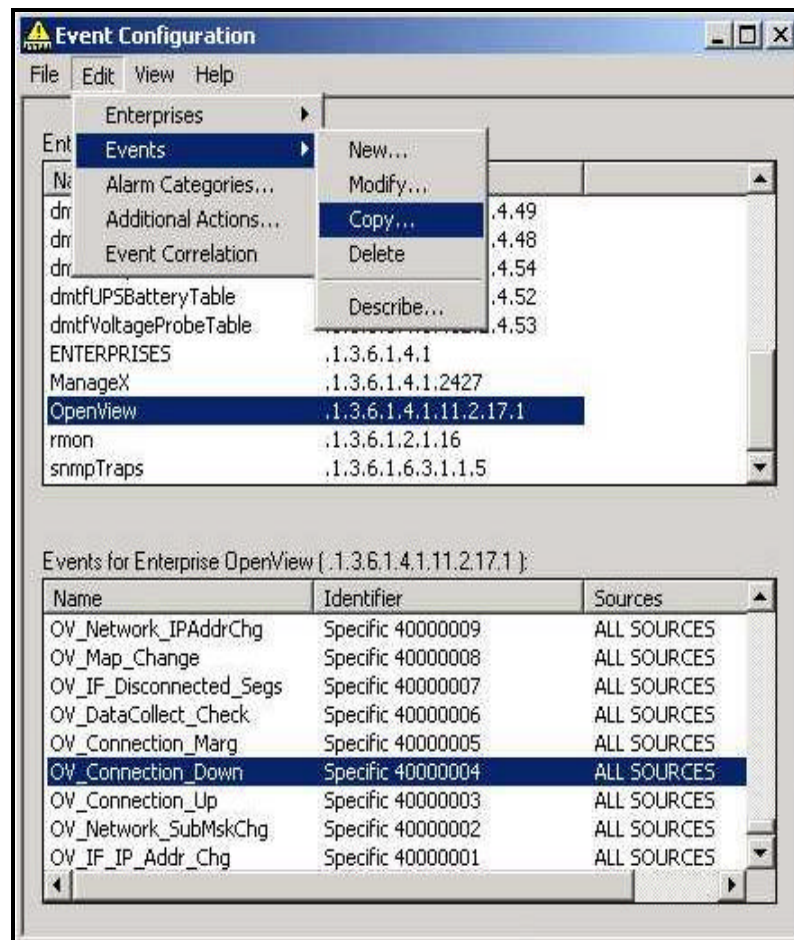 Event Configuration
File Edit View Help
Enterprises
Events
Alarm Categories...
Additional Actions...
Event Correlation
New...
Modify...
Copy...
Delete
Describe...
.4.49
.4.48
.4.54
dmtfUPSBatteryTable .4.52
dmtfVoltageProbeTable .4.53
ENTERPRISES .1.3.6.1.4.1
ManageX .1.3.6.1.4.1.2427
OpenView .1.3.6.1.4.1.11.2.17.1
rmon .1.3.6.1.2.1.16
snmpTraps .1.3.6.1.6.3.1.1.5
Events for Enterprise OpenView ( .1.3.6.1.4.1.11.2.17.1 ):
Name Identifier Sources
OV_Network_IPAddrChg Specific 40000009 ALL SOURCES
OV_Map_Change Specific 40000008 ALL SOURCES
OV_IF_Disconnected_Segs Specific 40000007 ALL SOURCES
OV_DataCollect_Check Specific 40000006 ALL SOURCES
OV_Connection_Marg Specific 40000005 ALL SOURCES
OV_Connection_Down Specific 40000004 ALL SOURCES
OV_Connection_Up Specific 40000003 ALL SOURCES
OV_Network_SubMskChg Specific 40000002 ALL SOURCES
OV_IF_IP_Addr_Chg Specific 40000001 ALL SOURCES